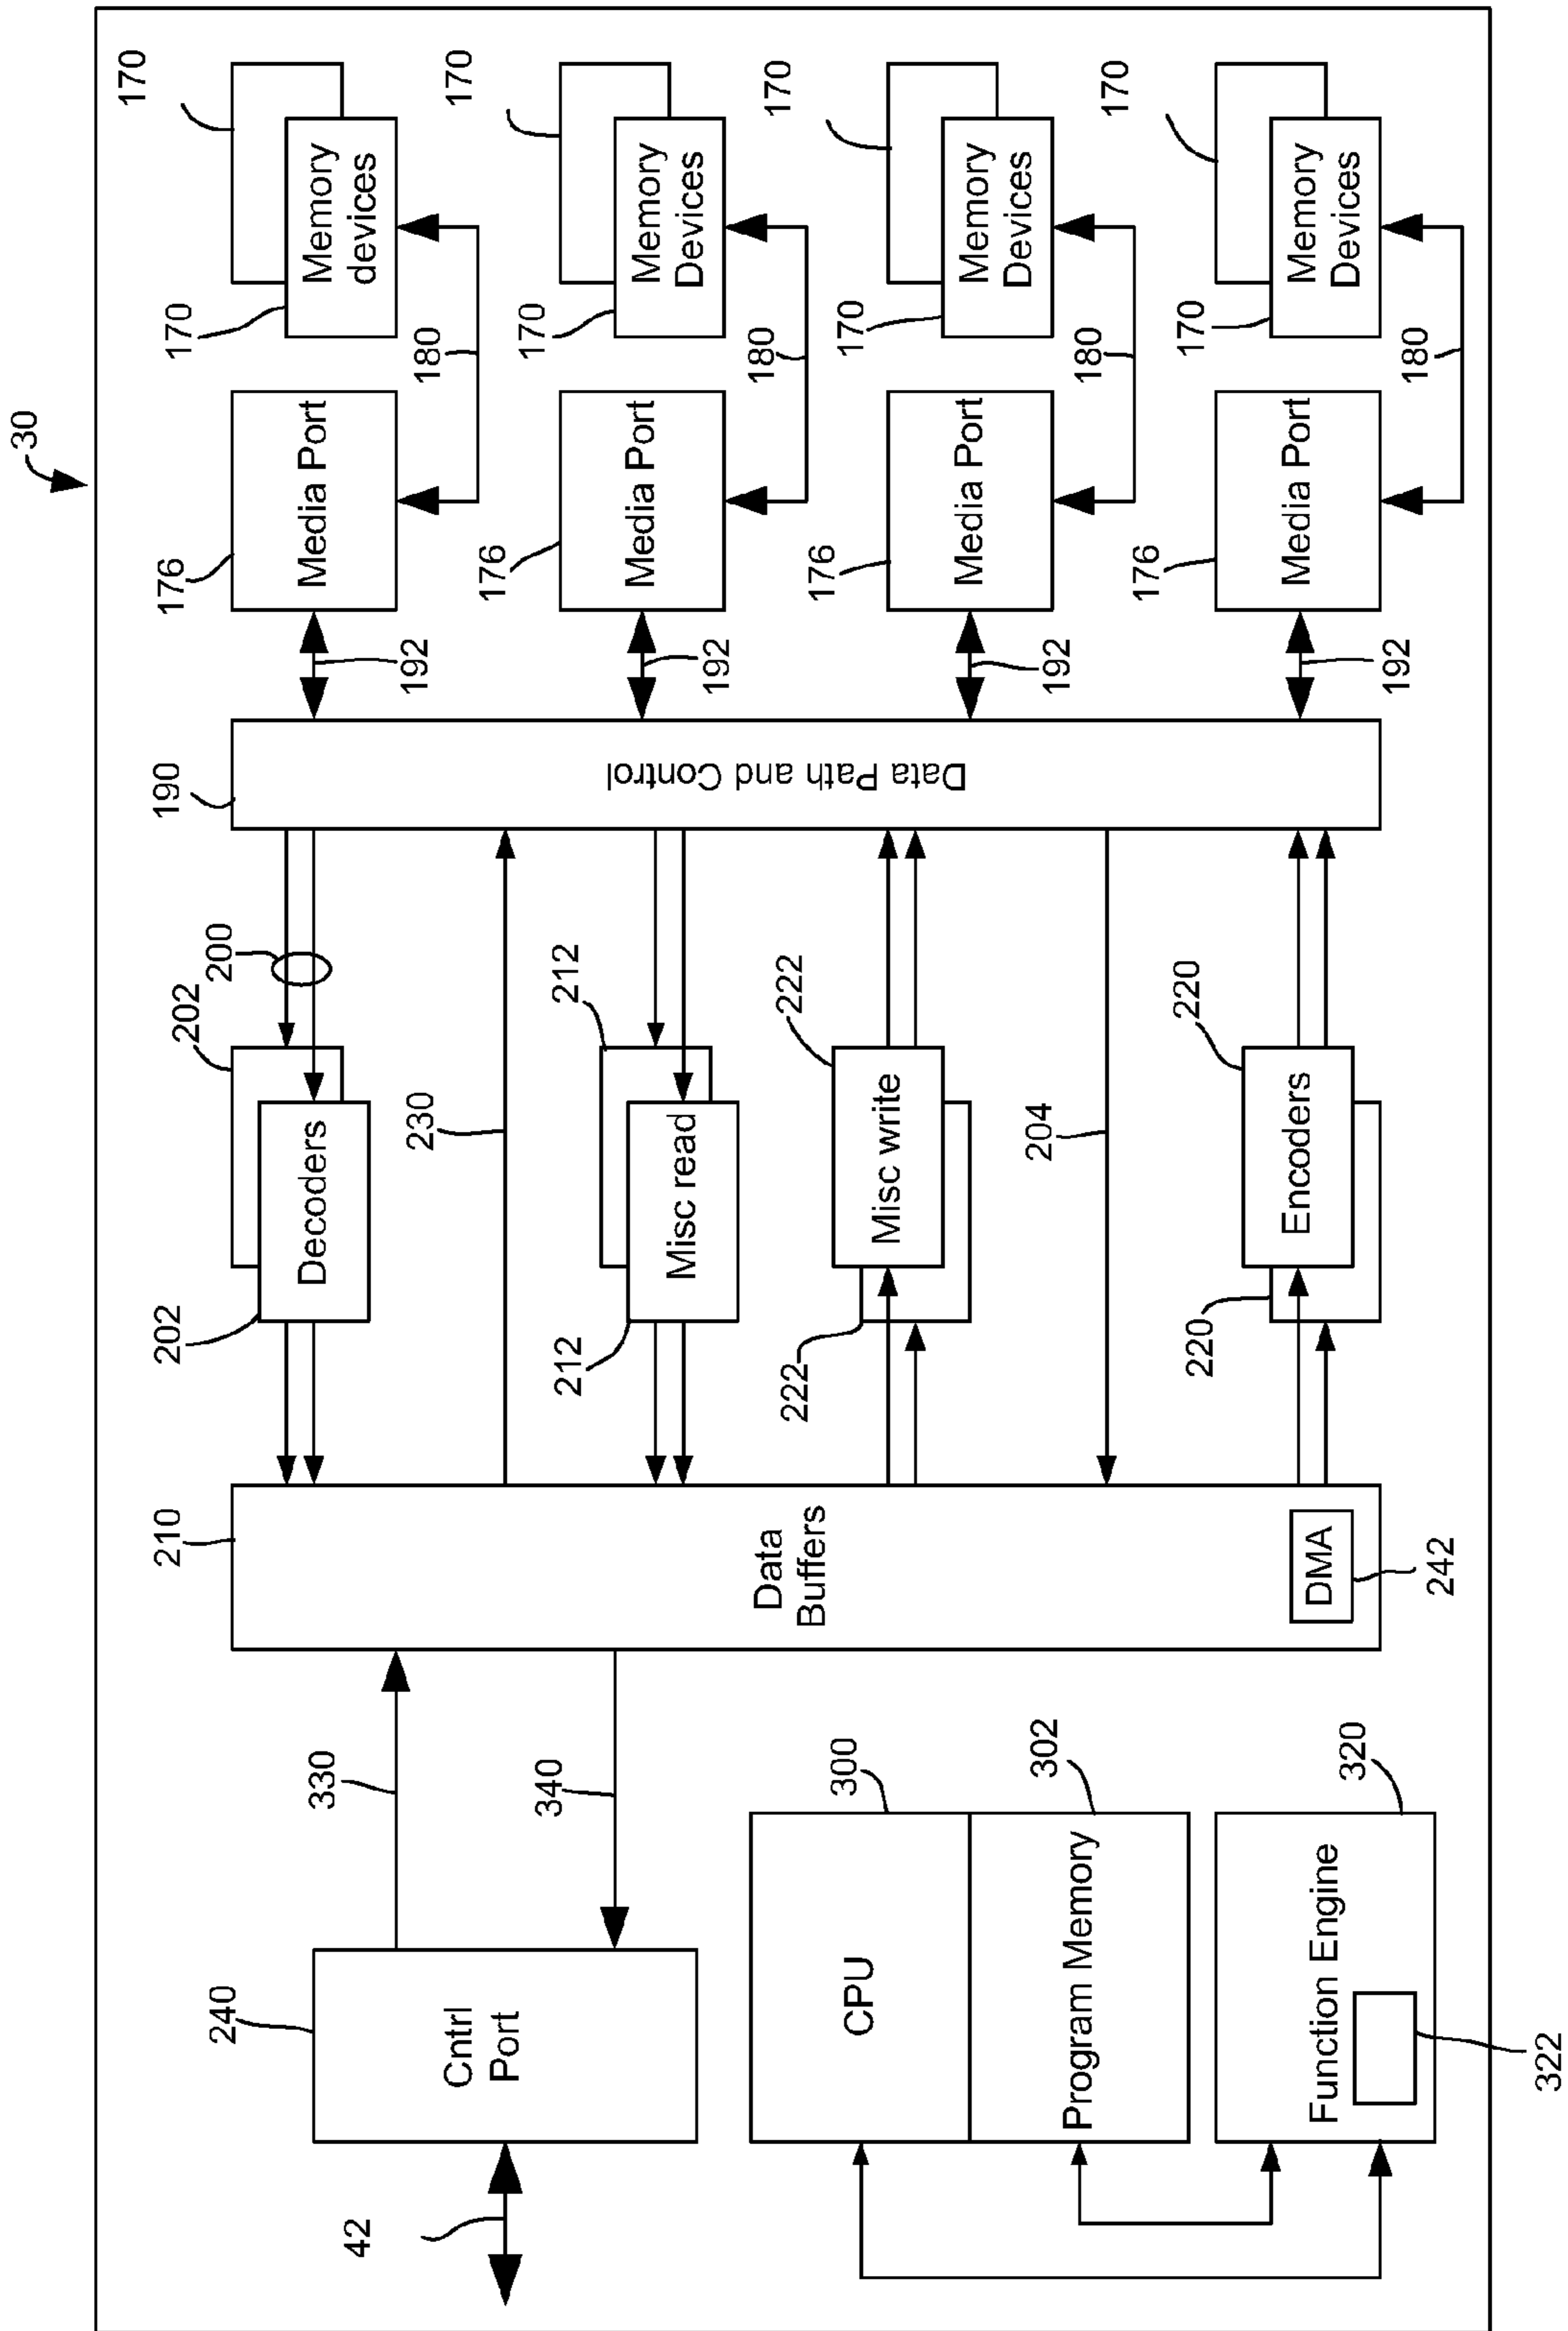 30
240
210
202
202
200
190
176
170
170
42
330
Decoders
Media Port
Memory
devices
Cntrl
Port
230
192
180
340
212
212
176
170
170
Misc read
Media Port
Memory
Devices
192
180
Data
Buffers
222
222
Data Path and Control
176
170
170
300
CPU
Misc write
Media Port
Memory
Devices
302
204
192
180
Program Memory
220
220
176
170
170
320
Function Engine
DMA
Encoders
Media Port
Memory
Devices
242
192
180
322